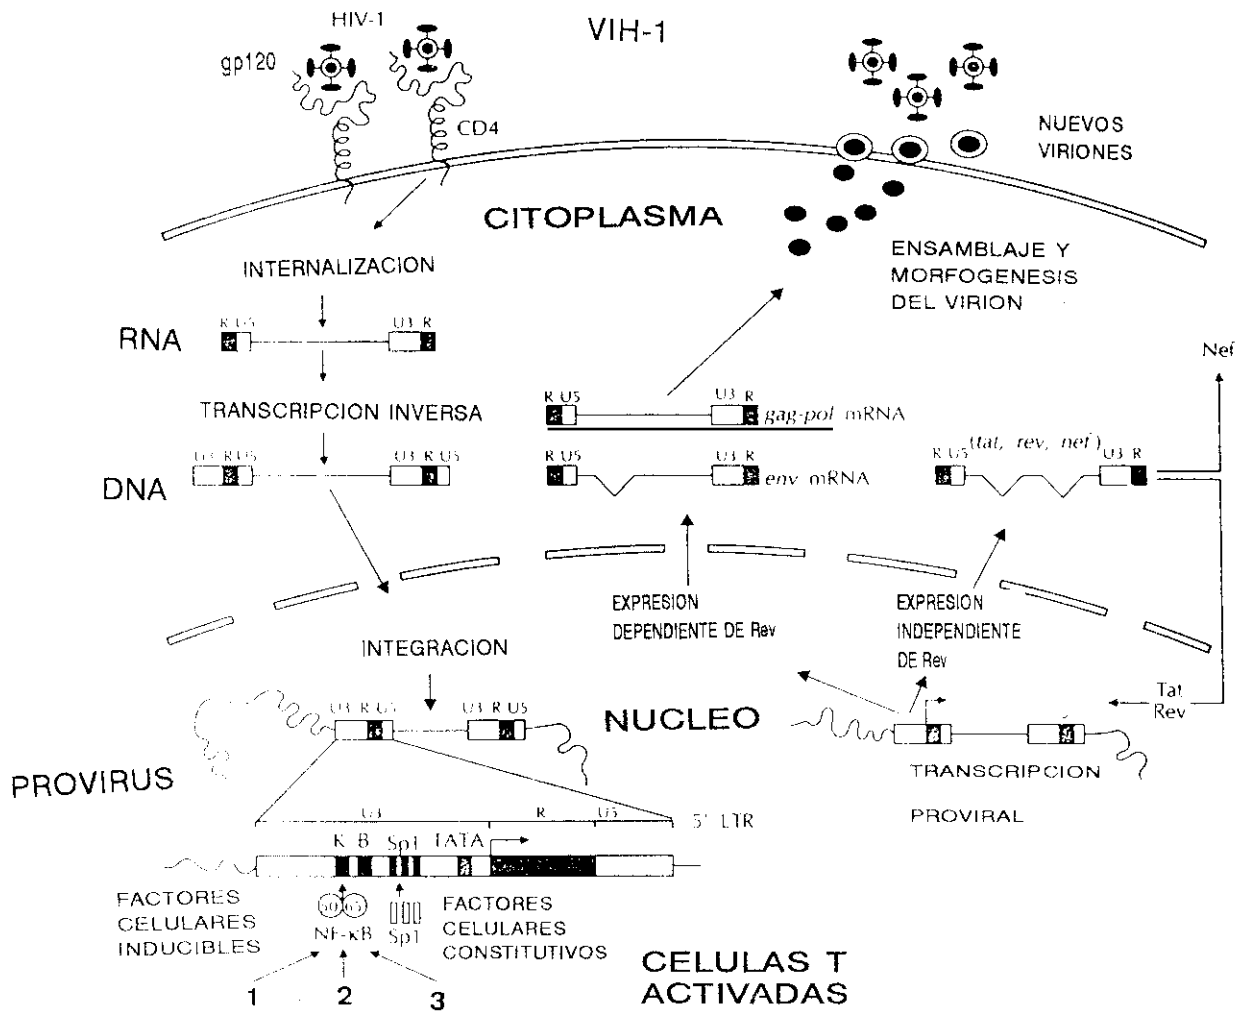 HIV-1
VIH-1
gp120
CD4
NUEVOS
VIRIONES
CITOPLASMA
ENSAMBLAJE Y
MORFOGENESIS
DEL VIRION
INTERNALIZACION
R U5 U3 R
RNA
Nef
TRANSCRIPCION INVERSA
U3 R U5 U3 R U5
DNA
R U5 U3 R
gag-pol mRNA
R U5 U3 R
env mRNA
(tat, rev, nef)
R U5 U3 R
EXPRESION
DEPENDIENTE DE Rev
EXPRESION
INDEPENDIENTE
DE Rev
INTEGRACION
Tat
Rev
U3 R U5 U3 R U5
NUCLEO
PROVIRUS
TRANSCRIPCION
PROVIRAL
U3 R U5
5' LTR
K B Sp1 TATA
FACTORES
CELULARES
INDUCIBLES
50 65
NF-κB
Sp1
FACTORES
CELULARES
CONSTITUTIVOS
1 2 3
CELULAS T
ACTIVADAS